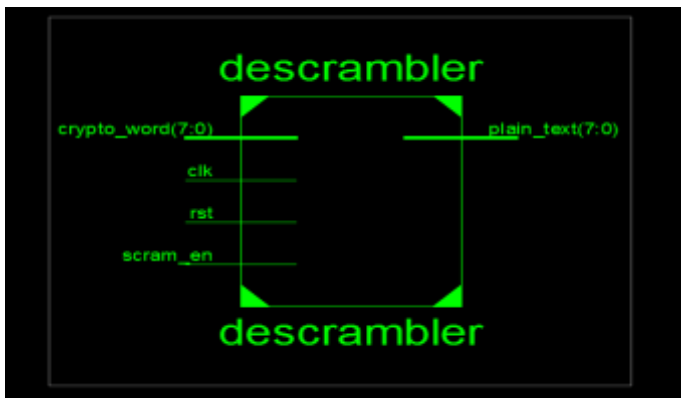 descrambler
crypto_word(7:0)
plain_text(7:0)
clk
rst
scram_en
descrambler